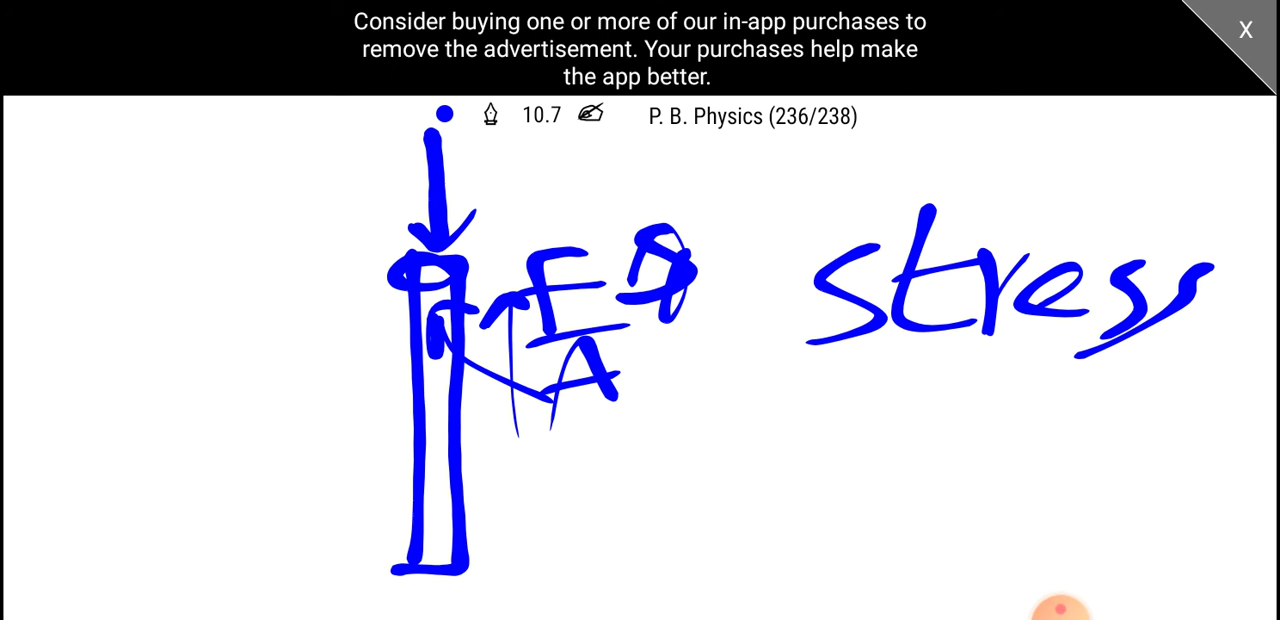 Consider buying one or more of our in-app purchases to
remove the advertisement. Your purchases help make
the app better.
X
10.7
P. B. Physics (236/238)
F
A
stress